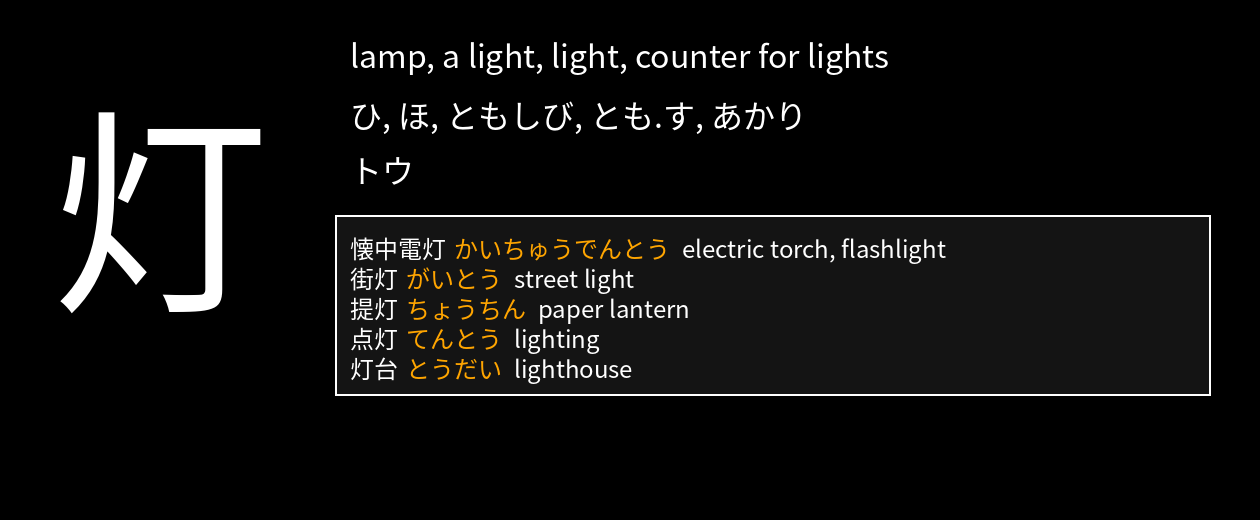 灯
lamp, a light, light, counter for lights
ひ, ほ, ともしび, とも.す, あかり
トウ
懐中電灯 かいちゅうでんとう electric torch, flashlight
街灯 がいとう street light
提灯 ちょうちん paper lantern
点灯 てんとう lighting
灯台 とうだい lighthouse